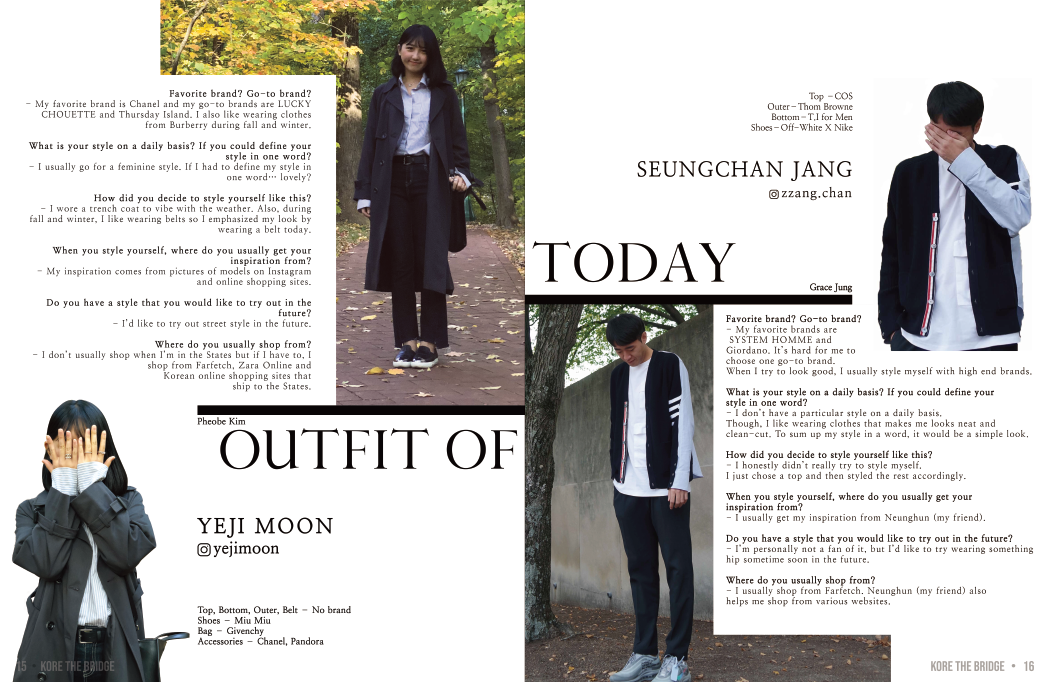 Favorite brand? Go-to brand?
- My favorite brand is Chanel and my go-to brands are LUCKY
CHOUETTE and Thursday Island. I also like wearing clothes
from Burberry during fall and winter.
What is your style on a daily basis? If you could define your
style in one word?
- I usually go for a feminine style. If I had to define my style in
one word… lovely?
How did you decide to style yourself like this?
- I wore a trench coat to vibe with the weather. Also, during
fall and winter, I like wearing belts so I emphasized my look by
wearing a belt today.
When you style yourself, where do you usually get your
inspiration from?
- My inspiration comes from pictures of models on Instagram
and online shopping sites.
Do you have a style that you would like to try out in the
future?
- I'd like to try out street style in the future.
Where do you usually shop from?
- I don't usually shop when I'm in the States but if I have to, I
shop from Farfetch, Zara Online and
Korean online shopping sites that
ship to the States.
Pheobe Kim
OUTFIT OF
YEJI MOON
yejimoon
Top, Bottom, Outer, Belt - No brand
Shoes - Miu Miu
Bag - Givenchy
Accessories - Chanel, Pandora
15 • KORE THE BRIDGE
Top - COS
Outer - Thom Browne
Bottom - T.I for Men
Shoes - Off-White X Nike
SEUNGCHAN JANG
zzang.chan
TODAY
Grace Jung
Favorite brand? Go-to brand?
- My favorite brands are
SYSTEM HOMME and
Giordano. It's hard for me to
choose one go-to brand.
When I try to look good, I usually style myself with high end brands.
What is your style on a daily basis? If you could define your
style in one word?
- I don't have a particular style on a daily basis.
Though, I like wearing clothes that makes me looks neat and
clean-cut. To sum up my style in a word, it would be a simple look.
How did you decide to style yourself like this?
- I honestly didn't really try to style myself.
I just chose a top and then styled the rest accordingly.
When you style yourself, where do you usually get your
inspiration from?
- I usually get my inspiration from Neunghun (my friend).
Do you have a style that you would like to try out in the future?
- I'm personally not a fan of it, but I'd like to try wearing something
hip sometime soon in the future.
Where do you usually shop from?
- I usually shop from Farfetch. Neunghun (my friend) also
helps me shop from various websites.
KORE THE BRIDGE • 16